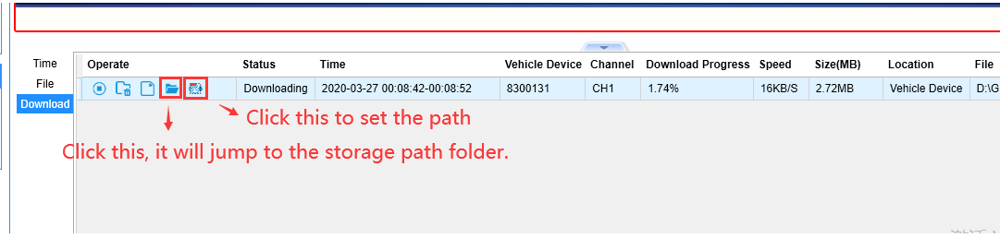 Time
File
Download
Operate Status Time Vehicle Device Channel Download Progress Speed Size(MB) Location File
Downloading 2020-03-27 00:08:42-00:08:52 8300131 CH1 1.74% 16KB/S 2.72MB Vehicle Device D:\G
Click this to set the path
Click this, it will jump to the storage path folder.